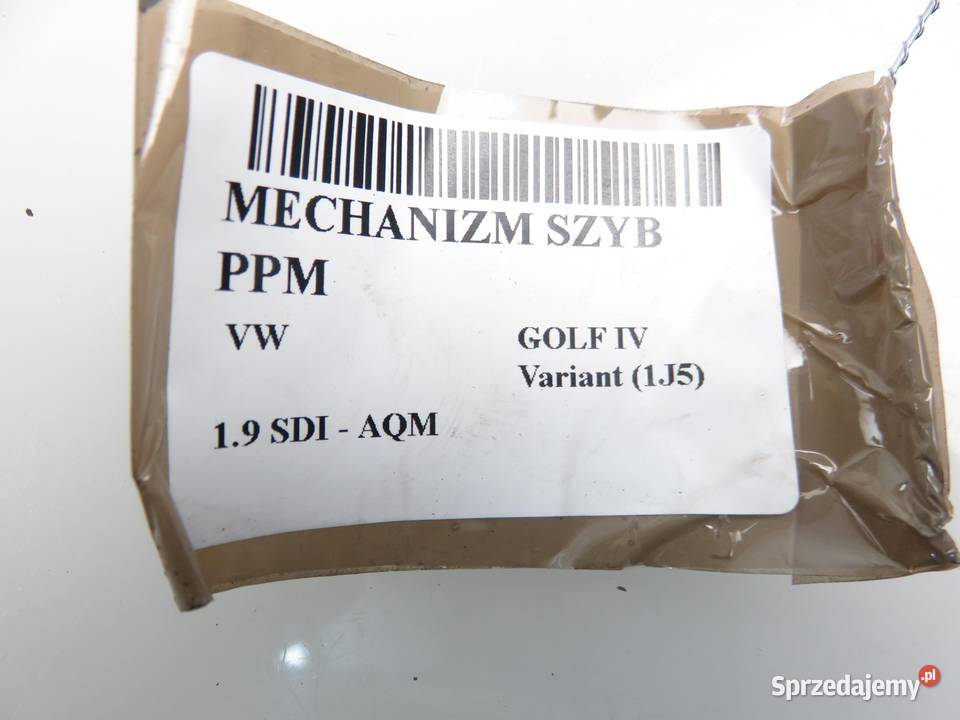 MECHANIZM SZYB
PPM
VW
GOLF IV
Variant (1J5)
1.9 SDI - AQM
Sprzedajemy.pl